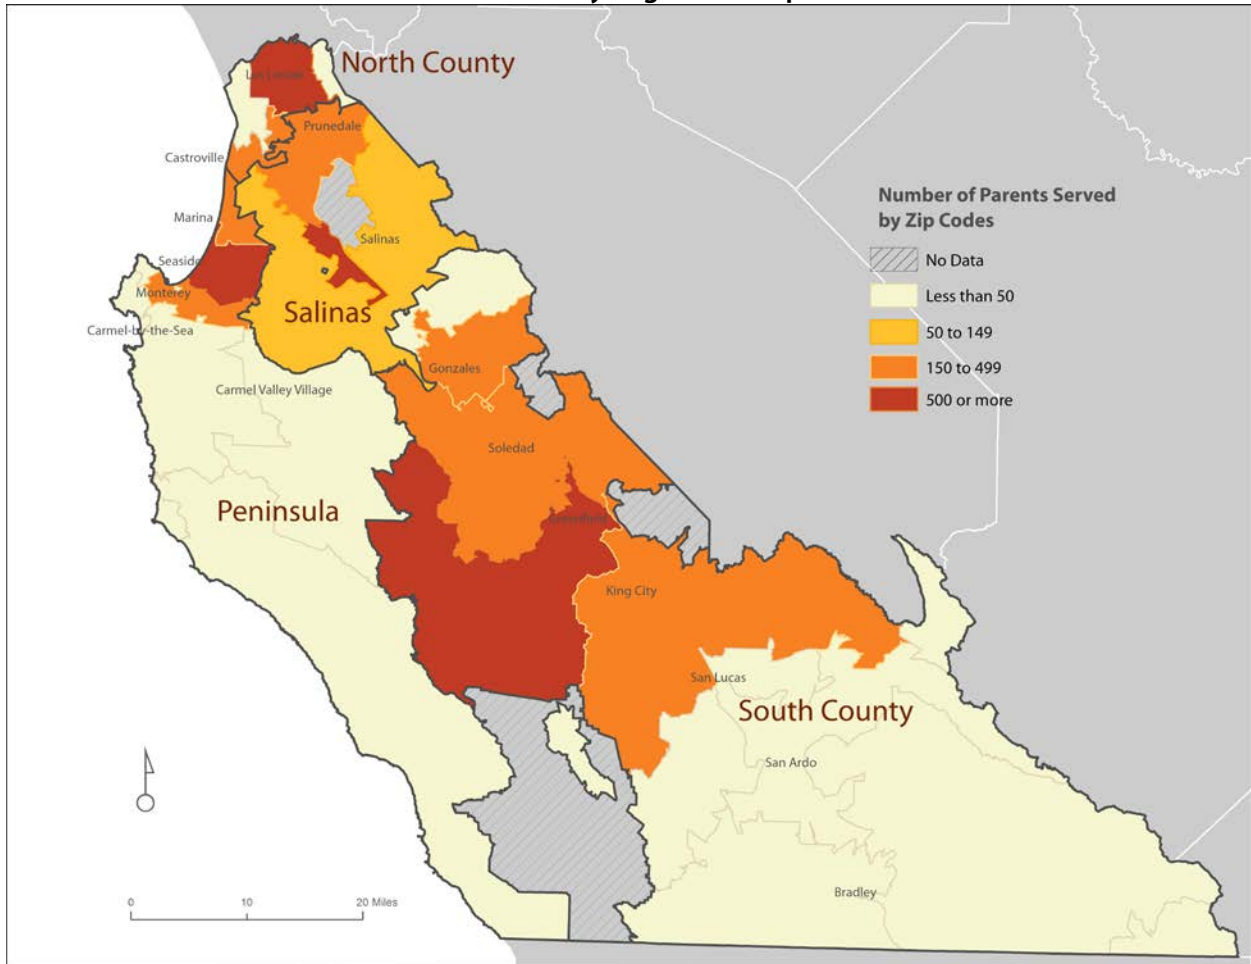 North County
Prunedale
Castroville
Marina
Salinas
Seaside
Monterey
Salinas
Carmel-by-the-Sea
Gonzales
Carmel Valley Village
Soledad
Peninsula
Greenfield
King City
San Lucas
South County
San Ardo
Bradley
Number of Parents Served
by Zip Codes
No Data
Less than 50
50 to 149
150 to 499
500 or more
0 10 20 Miles